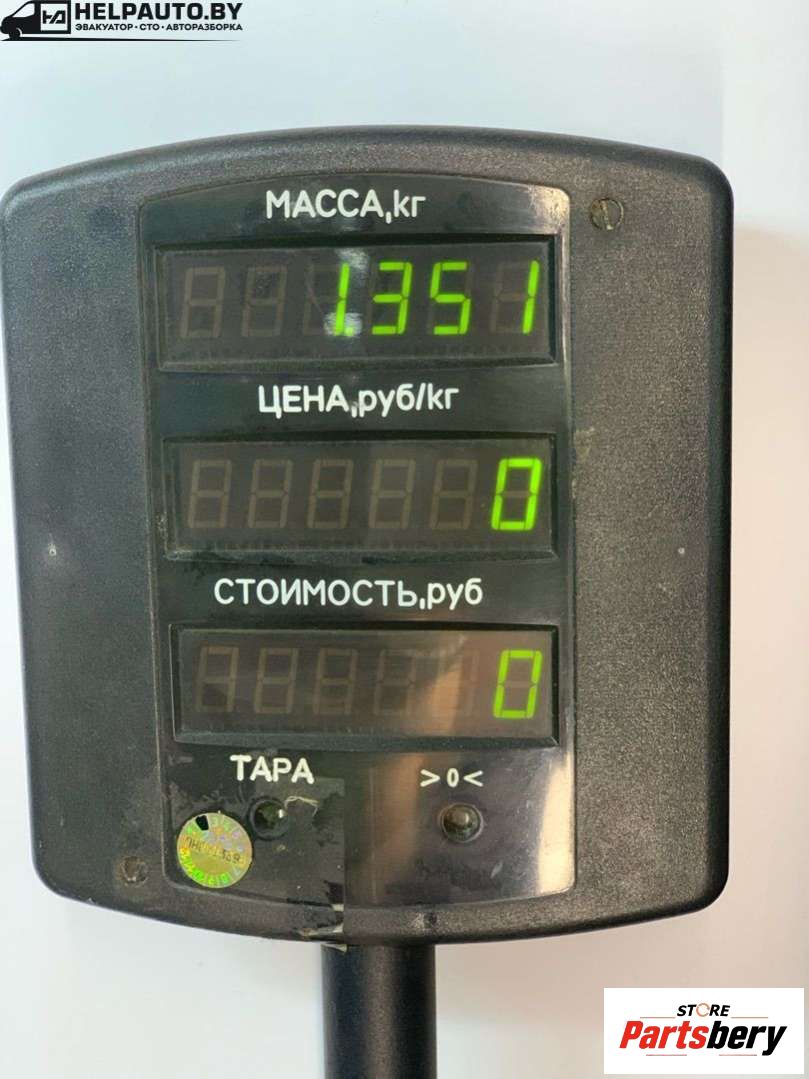 HELPAUTO.BY
ЭВАКУАТОР•СТО•АВТОРАЗБОРКА
МАССА,кг
1.351
ЦЕНА,руб/кг
0
СТОИМОСТЬ,руб
0
ТАРА >0<
STORE
Partsbery